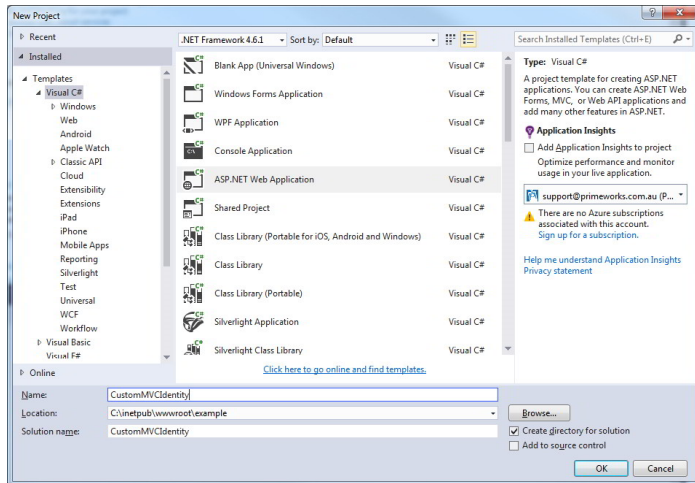 New Project
Recent
.NET Framework 4.6.1 Sort by: Default
Search Installed Templates (Ctrl+E)
Installed
Templates
Visual C#
Windows
Web
Android
Apple Watch
Classic API
Cloud
Extensibility
Extensions
iPad
iPhone
Mobile Apps
Reporting
Silverlight
Test
Universal
WCF
Workflow
Visual Basic
Visual F#
Online
Blank App (Universal Windows) Visual C#
Windows Forms Application Visual C#
WPF Application Visual C#
Console Application Visual C#
ASP.NET Web Application Visual C#
Shared Project Visual C#
Class Library (Portable for iOS, Android and Windows) Visual C#
Class Library Visual C#
Class Library (Portable) Visual C#
Silverlight Application Visual C#
Silverlight Class Library Visual C#
Click here to go online and find templates.
Type: Visual C#
A project template for creating ASP.NET
applications. You can create ASP.NET Web
Forms, MVC, or Web API applications and
add many other features in ASP.NET.
Application Insights
Add Application Insights to project
Optimize performance and monitor
usage in your live application.
support@primeworks.com.au (P...
There are no Azure subscriptions
associated with this account.
Sign up for a subscription.
Help me understand Application Insights
Privacy statement
Name: CustomMVCIdentity
Location: C:\inetpub\wwwroot\example Browse...
Solution name: CustomMVCIdentity
Create directory for solution
Add to source control
OK Cancel